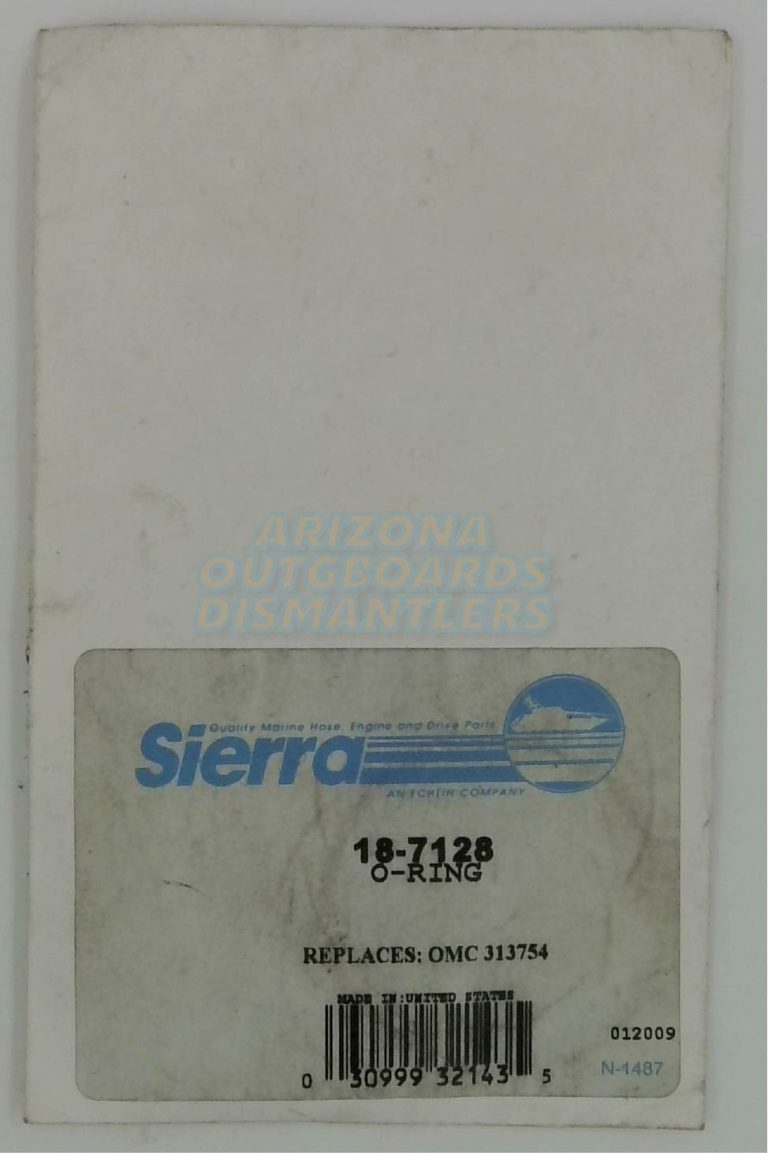 ARIZONA
OUTGBOARDS
DISMANTLERS
Quality Marine Hose, Engine and Drive Parts
Sierra
AN ECHLIN COMPANY
18-7128
O-RING
REPLACES: OMC 313754
MADE IN:UNITED STATES
012009
0 30999 32143 5
N-1487